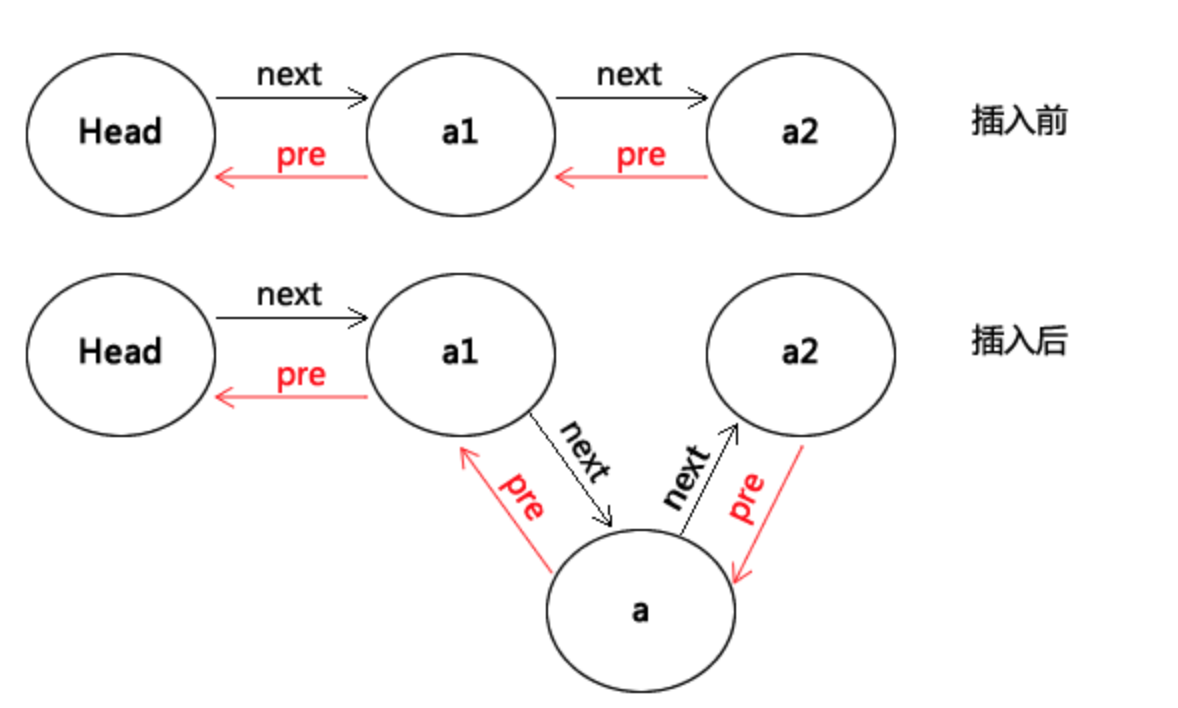 next next
Head a1 a2 插入前
pre pre
next
Head a1 a2 插入后
pre
next next
pre pre
a